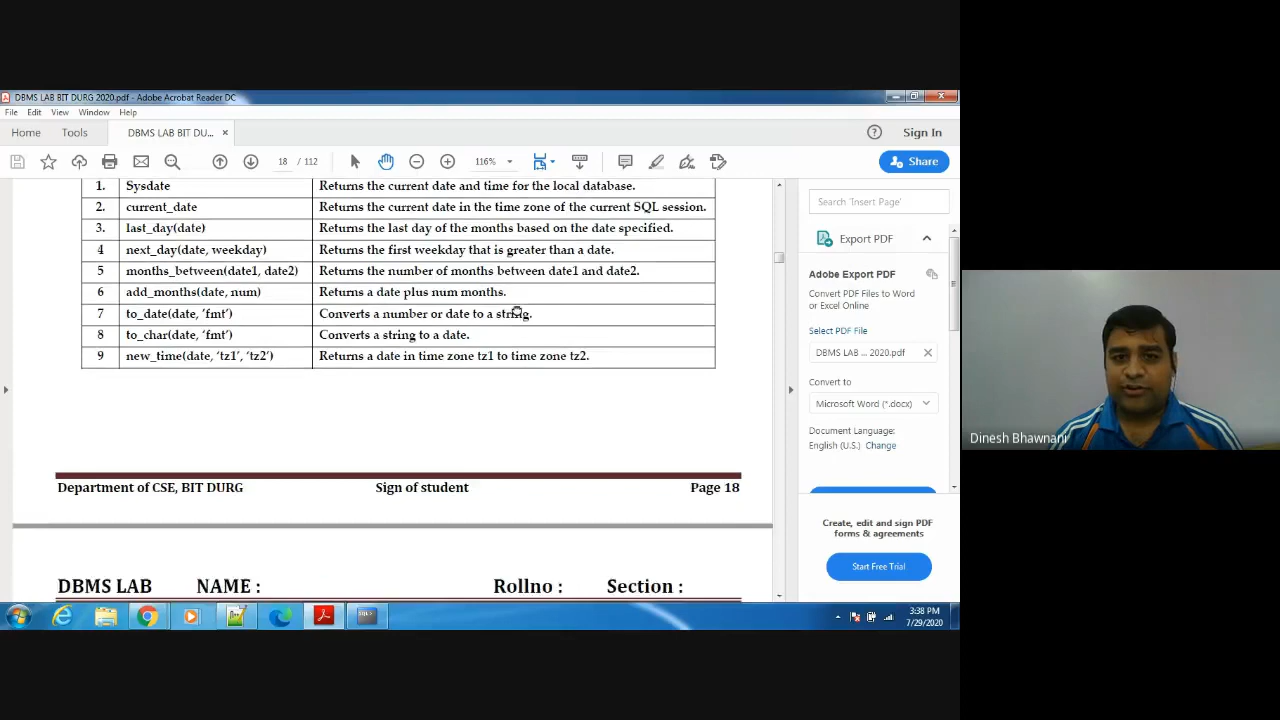 DBMS LAB BIT DURG 2020.pdf - Adobe Acrobat Reader DC
File Edit View Window Help
Home Tools DBMS LAB BIT DU... × Sign In
18 / 112 116% Share
1. Sysdate Returns the current date and time for the local database.
2. current_date Returns the current date in the time zone of the current SQL session.
3. last_day(date) Returns the last day of the months based on the date specified.
4 next_day(date, weekday) Returns the first weekday that is greater than a date.
5 months_between(date1, date2) Returns the number of months between date1 and date2.
6 add_months(date, num) Returns a date plus num months.
7 to_date(date, 'fmt') Converts a number or date to a string.
8 to_char(date, 'fmt') Converts a string to a date.
9 new_time(date, 'tz1', 'tz2') Returns a date in time zone tz1 to time zone tz2.
Department of CSE, BIT DURG Sign of student Page 18
DBMS LAB NAME : Rollno : Section :
Search 'Insert Page'
Export PDF
Adobe Export PDF
Convert PDF Files to Word
or Excel Online
Select PDF File
DBMS LAB ... 2020.pdf
Convert to
Microsoft Word (*.docx)
Document Language:
English (U.S.) Change
Create, edit and sign PDF
forms & agreements
Start Free Trial
3:38 PM
7/29/2020
Dinesh Bhawnani